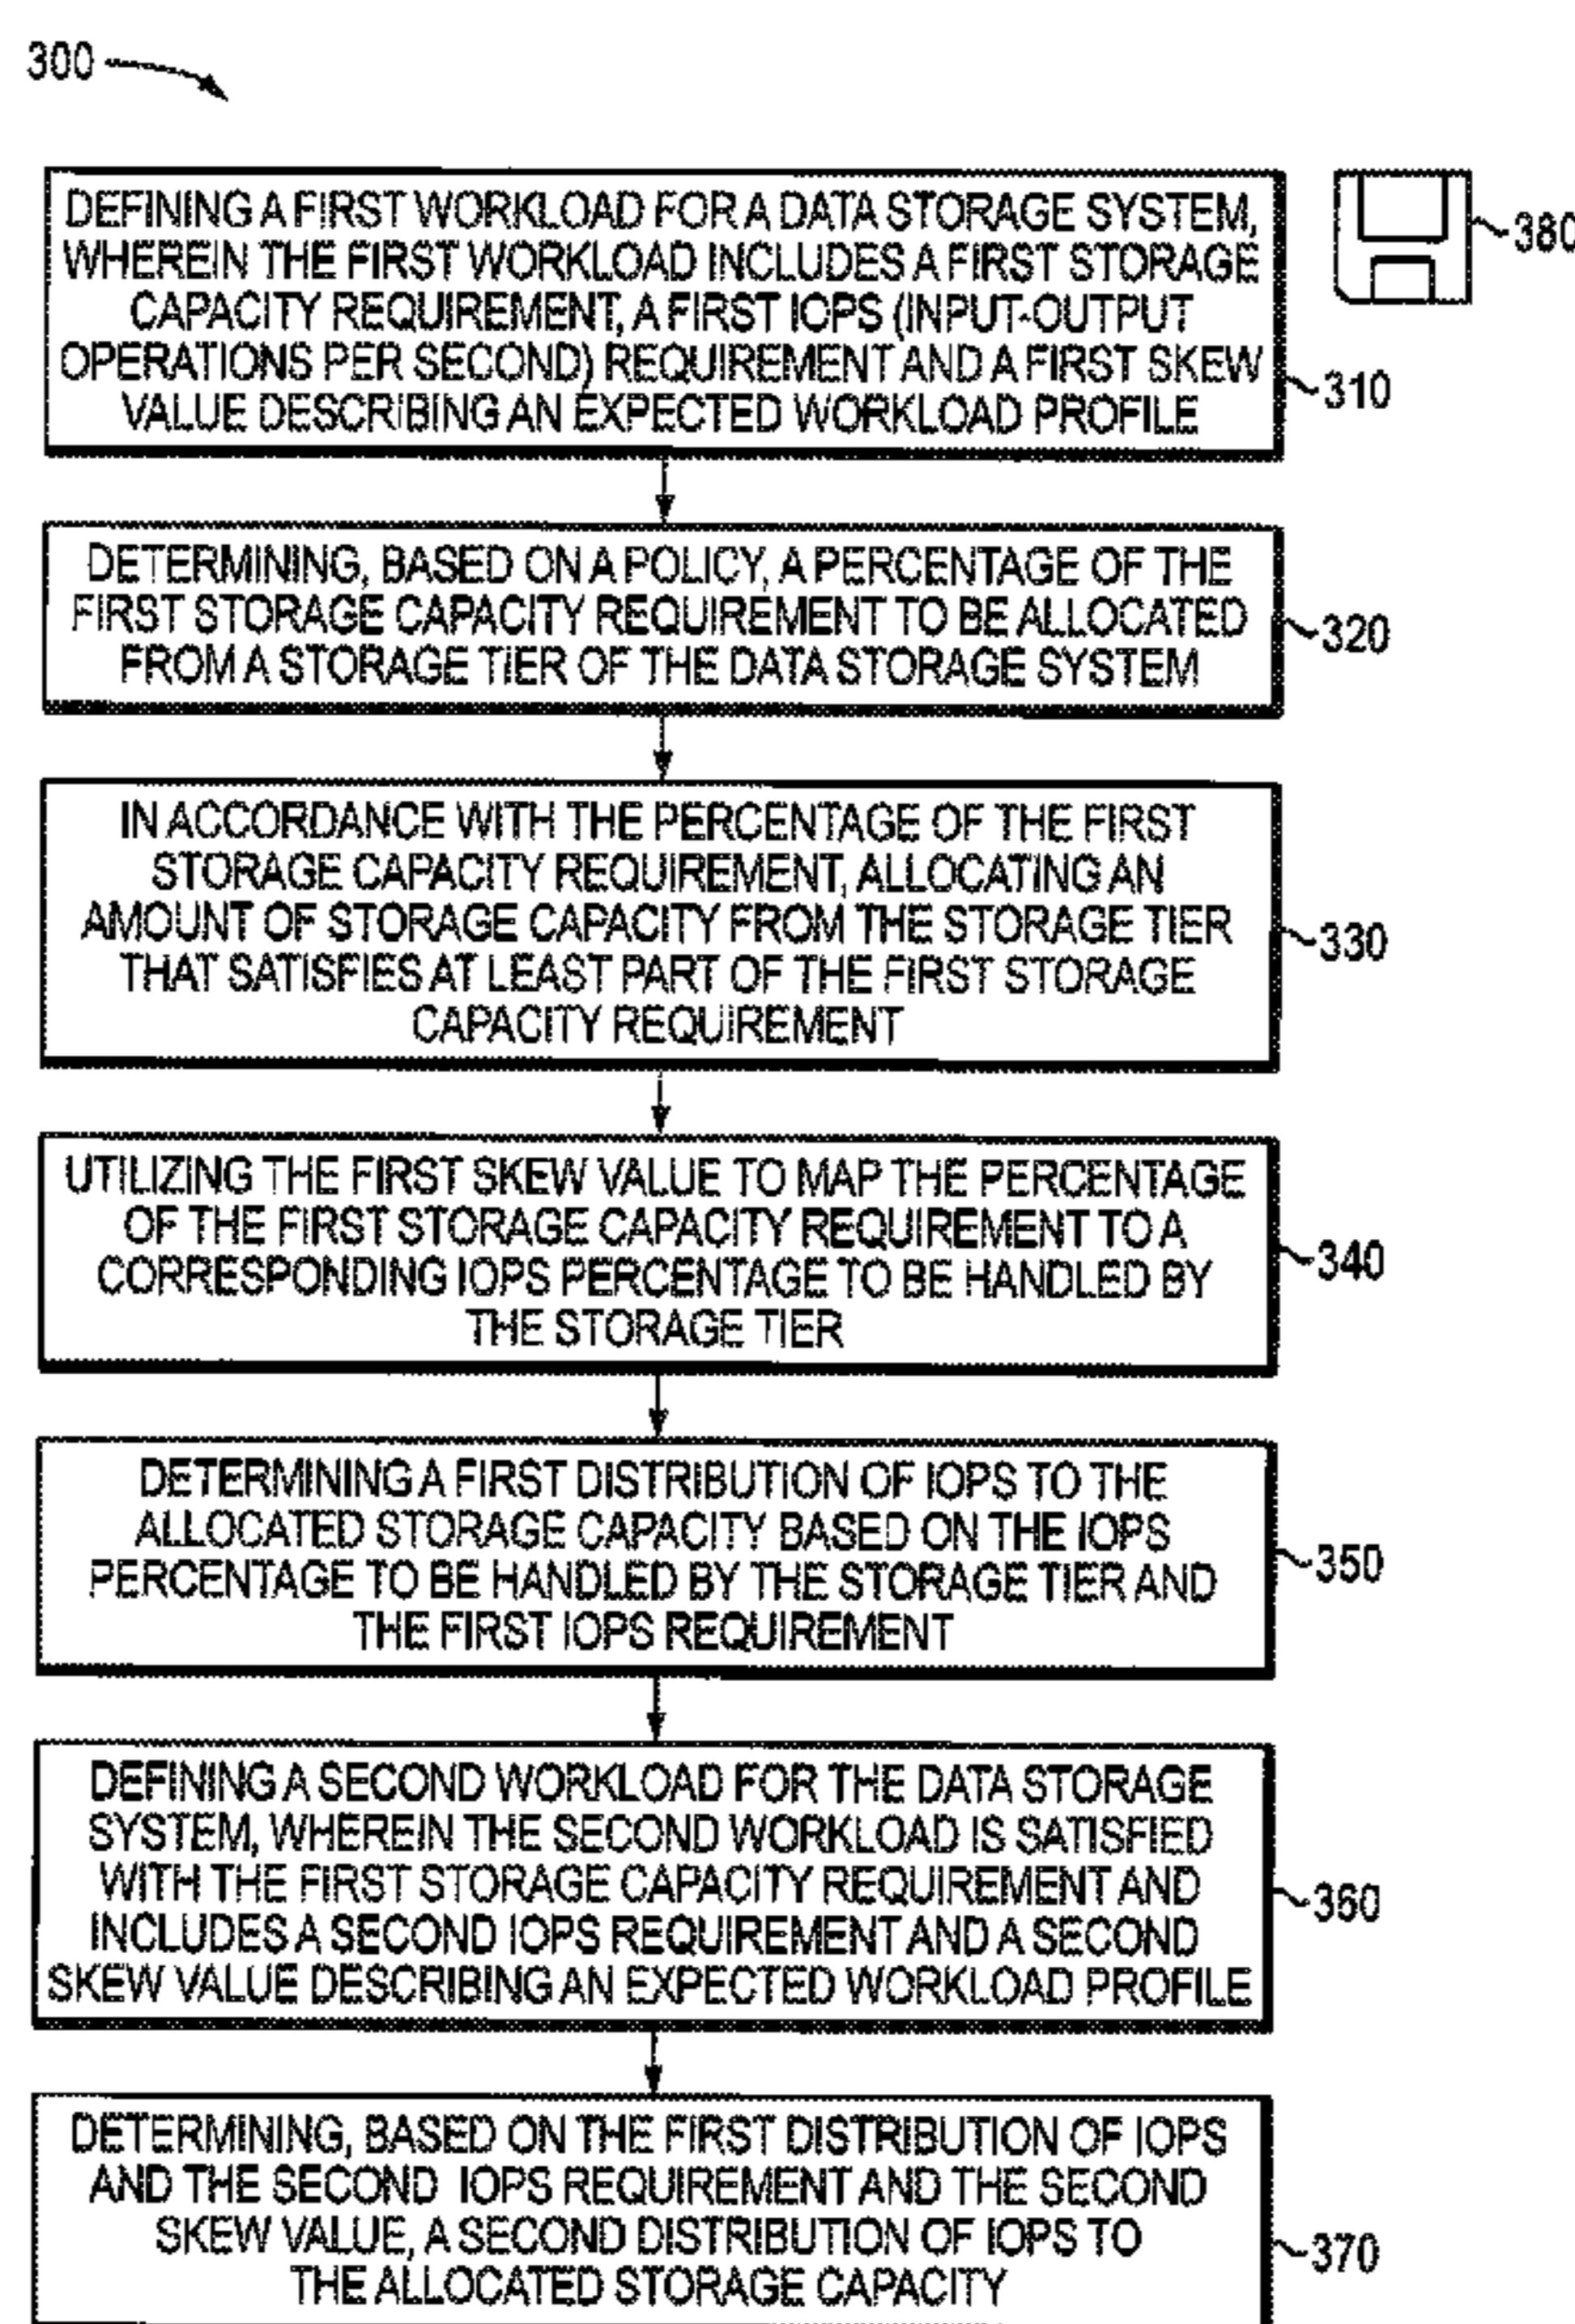 300
DEFINING A FIRST WORKLOAD FOR A DATA STORAGE SYSTEM,
WHEREIN THE FIRST WORKLOAD INCLUDES A FIRST STORAGE
CAPACITY REQUIREMENT, A FIRST IOPS (INPUT-OUTPUT
OPERATIONS PER SECOND) REQUIREMENT AND A FIRST SKEW
VALUE DESCRIBING AN EXPECTED WORKLOAD PROFILE
380
310
DETERMINING, BASED ON A POLICY, A PERCENTAGE OF THE
FIRST STORAGE CAPACITY REQUIREMENT TO BE ALLOCATED
FROM A STORAGE TIER OF THE DATA STORAGE SYSTEM
320
IN ACCORDANCE WITH THE PERCENTAGE OF THE FIRST
STORAGE CAPACITY REQUIREMENT, ALLOCATING AN
AMOUNT OF STORAGE CAPACITY FROM THE STORAGE TIER
THAT SATISFIES AT LEAST PART OF THE FIRST STORAGE
CAPACITY REQUIREMENT
330
UTILIZING THE FIRST SKEW VALUE TO MAP THE PERCENTAGE
OF THE FIRST STORAGE CAPACITY REQUIREMENT TO A
CORRESPONDING IOPS PERCENTAGE TO BE HANDLED BY
THE STORAGE TIER
340
DETERMINING A FIRST DISTRIBUTION OF IOPS TO THE
ALLOCATED STORAGE CAPACITY BASED ON THE IOPS
PERCENTAGE TO BE HANDLED BY THE STORAGE TIER AND
THE FIRST IOPS REQUIREMENT
350
DEFINING A SECOND WORKLOAD FOR THE DATA STORAGE
SYSTEM, WHEREIN THE SECOND WORKLOAD IS SATISFIED
WITH THE FIRST STORAGE CAPACITY REQUIREMENT AND
INCLUDES A SECOND IOPS REQUIREMENT AND A SECOND
SKEW VALUE DESCRIBING AN EXPECTED WORKLOAD PROFILE
360
DETERMINING, BASED ON THE FIRST DISTRIBUTION OF IOPS
AND THE SECOND IOPS REQUIREMENT AND THE SECOND
SKEW VALUE, A SECOND DISTRIBUTION OF IOPS TO
THE ALLOCATED STORAGE CAPACITY
370